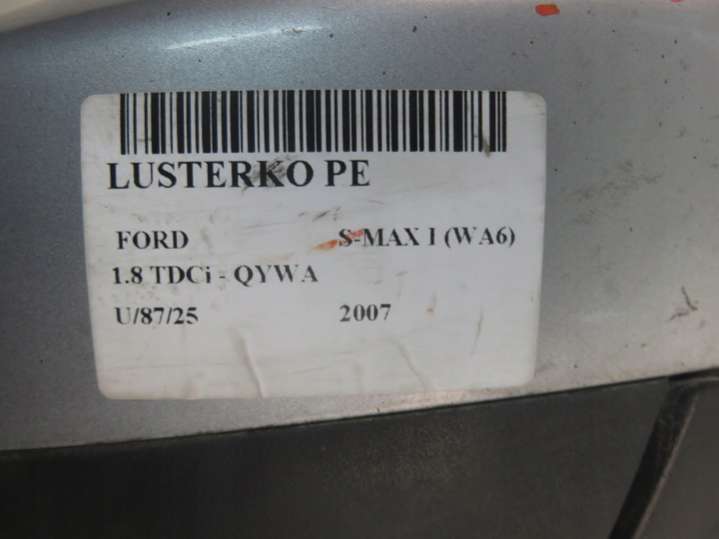 LUSTERKO PE
FORD S-MAX I (WA6)
1.8 TDCi - QYWA
U/87/25 2007